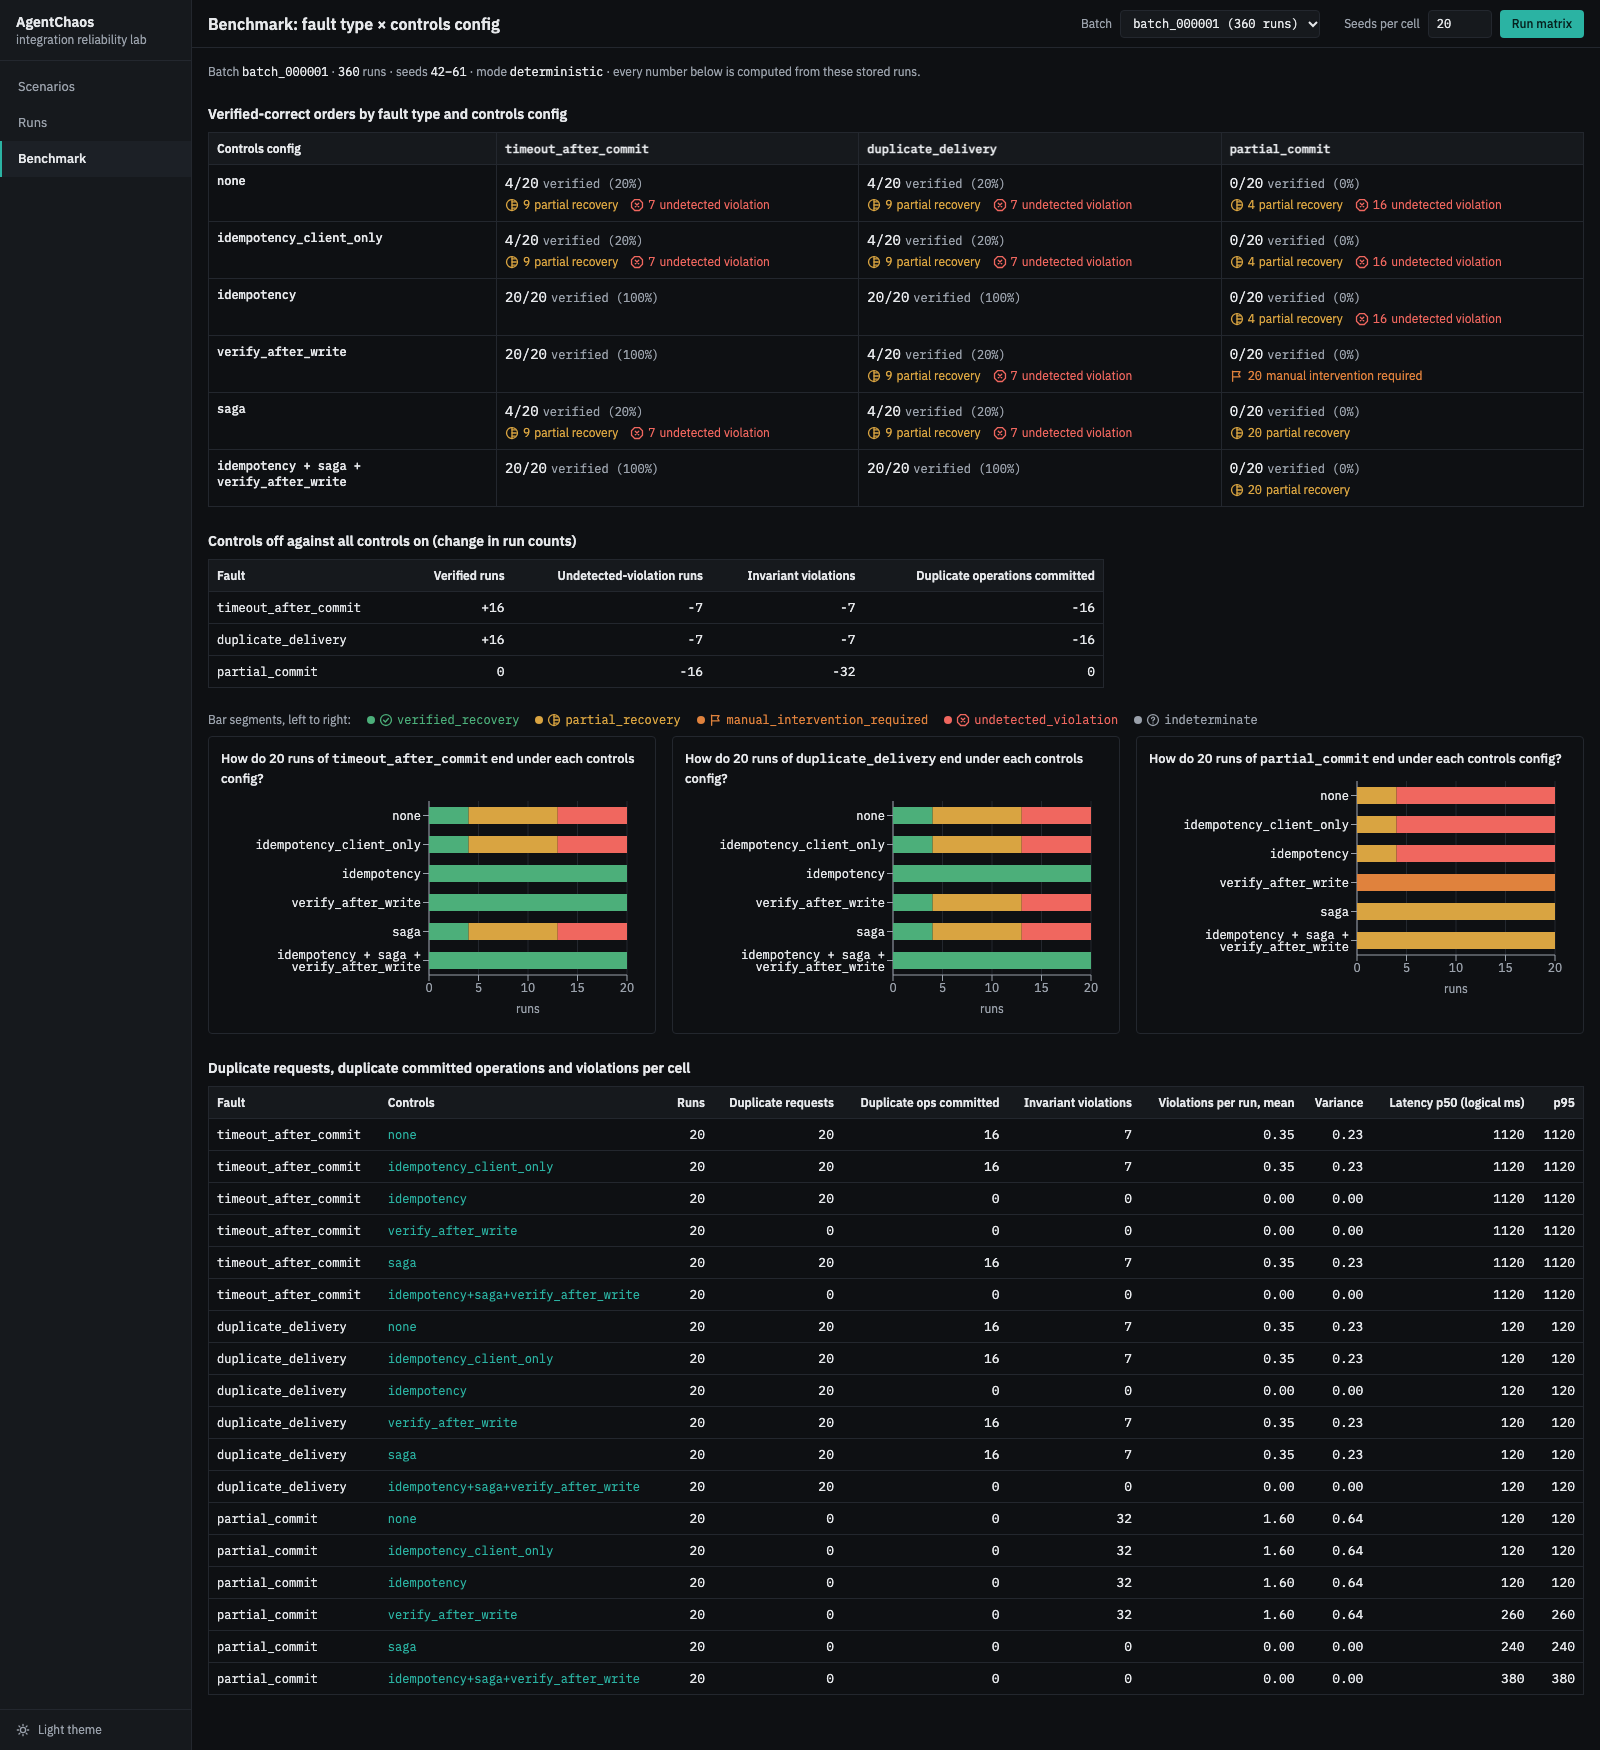 AgentChaos
integration reliability lab
Scenarios
Runs
Benchmark
Light theme
Benchmark: fault type × controls config
Batch batch_000001 (360 runs) Seeds per cell 20 Run matrix
Batch batch_000001 · 360 runs · seeds 42–61 · mode deterministic · every number below is computed from these stored runs.
Verified-correct orders by fault type and controls config
Controls config timeout_after_commit duplicate_delivery partial_commit
none 4/20 verified (20%) 4/20 verified (20%) 0/20 verified (0%)
9 partial recovery 7 undetected violation 9 partial recovery 7 undetected violation 4 partial recovery 16 undetected violation
idempotency_client_only 4/20 verified (20%) 4/20 verified (20%) 0/20 verified (0%)
9 partial recovery 7 undetected violation 9 partial recovery 7 undetected violation 4 partial recovery 16 undetected violation
idempotency 20/20 verified (100%) 20/20 verified (100%) 0/20 verified (0%)
4 partial recovery 16 undetected violation
verify_after_write 20/20 verified (100%) 4/20 verified (20%) 0/20 verified (0%)
9 partial recovery 7 undetected violation 20 manual intervention required
saga 4/20 verified (20%) 4/20 verified (20%) 0/20 verified (0%)
9 partial recovery 7 undetected violation 9 partial recovery 7 undetected violation 20 partial recovery
idempotency + saga + 20/20 verified (100%) 20/20 verified (100%) 0/20 verified (0%)
verify_after_write 20 partial recovery
Controls off against all controls on (change in run counts)
Fault Verified runs Undetected-violation runs Invariant violations Duplicate operations committed
timeout_after_commit +16 -7 -7 -16
duplicate_delivery +16 -7 -7 -16
partial_commit 0 -16 -32 0
Bar segments, left to right: verified_recovery partial_recovery manual_intervention_required undetected_violation indeterminate
How do 20 runs of timeout_after_commit end under each controls
config?
none
idempotency_client_only
idempotency
verify_after_write
saga
idempotency + saga +
verify_after_write
0 5 10 15 20
runs
How do 20 runs of duplicate_delivery end under each controls
config?
none
idempotency_client_only
idempotency
verify_after_write
saga
idempotency + saga +
verify_after_write
0 5 10 15 20
runs
How do 20 runs of partial_commit end under each controls config?
none
idempotency_client_only
idempotency
verify_after_write
saga
idempotency + saga +
verify_after_write
0 5 10 15 20
runs
Duplicate requests, duplicate committed operations and violations per cell
Fault Controls Runs Duplicate requests Duplicate ops committed Invariant violations Violations per run, mean Variance Latency p50 (logical ms) p95
timeout_after_commit none 20 20 16 7 0.35 0.23 1120 1120
timeout_after_commit idempotency_client_only 20 20 16 7 0.35 0.23 1120 1120
timeout_after_commit idempotency 20 20 0 0 0.00 0.00 1120 1120
timeout_after_commit verify_after_write 20 0 0 0 0.00 0.00 1120 1120
timeout_after_commit saga 20 20 16 7 0.35 0.23 1120 1120
timeout_after_commit idempotency+saga+verify_after_write 20 0 0 0 0.00 0.00 1120 1120
duplicate_delivery none 20 20 16 7 0.35 0.23 120 120
duplicate_delivery idempotency_client_only 20 20 16 7 0.35 0.23 120 120
duplicate_delivery idempotency 20 20 0 0 0.00 0.00 120 120
duplicate_delivery verify_after_write 20 20 16 7 0.35 0.23 120 120
duplicate_delivery saga 20 20 16 7 0.35 0.23 120 120
duplicate_delivery idempotency+saga+verify_after_write 20 20 0 0 0.00 0.00 120 120
partial_commit none 20 0 0 32 1.60 0.64 120 120
partial_commit idempotency_client_only 20 0 0 32 1.60 0.64 120 120
partial_commit idempotency 20 0 0 32 1.60 0.64 120 120
partial_commit verify_after_write 20 0 0 32 1.60 0.64 260 260
partial_commit saga 20 0 0 0 0.00 0.00 240 240
partial_commit idempotency+saga+verify_after_write 20 0 0 0 0.00 0.00 380 380